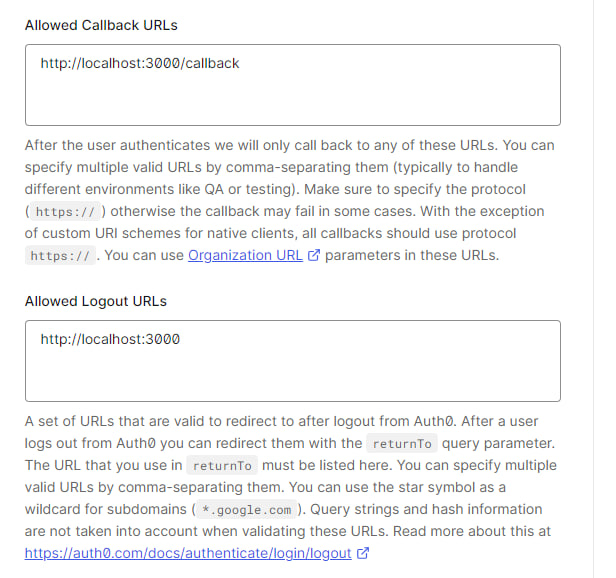 Allowed Callback URLs
http://localhost:3000/callback
After the user authenticates we will only call back to any of these URLs. You can
specify multiple valid URLs by comma-separating them (typically to handle
different environments like QA or testing). Make sure to specify the protocol
( https:// ) otherwise the callback may fail in some cases. With the exception
of custom URI schemes for native clients, all callbacks should use protocol
https:// . You can use Organization URL parameters in these URLs.
Allowed Logout URLs
http://localhost:3000
A set of URLs that are valid to redirect to after logout from Auth0. After a user
logs out from Auth0 you can redirect them with the returnTo query parameter.
The URL that you use in returnTo must be listed here. You can specify multiple
valid URLs by comma-separating them. You can use the star symbol as a
wildcard for subdomains ( *.google.com ). Query strings and hash information
are not taken into account when validating these URLs. Read more about this at
https://auth0.com/docs/authenticate/login/logout